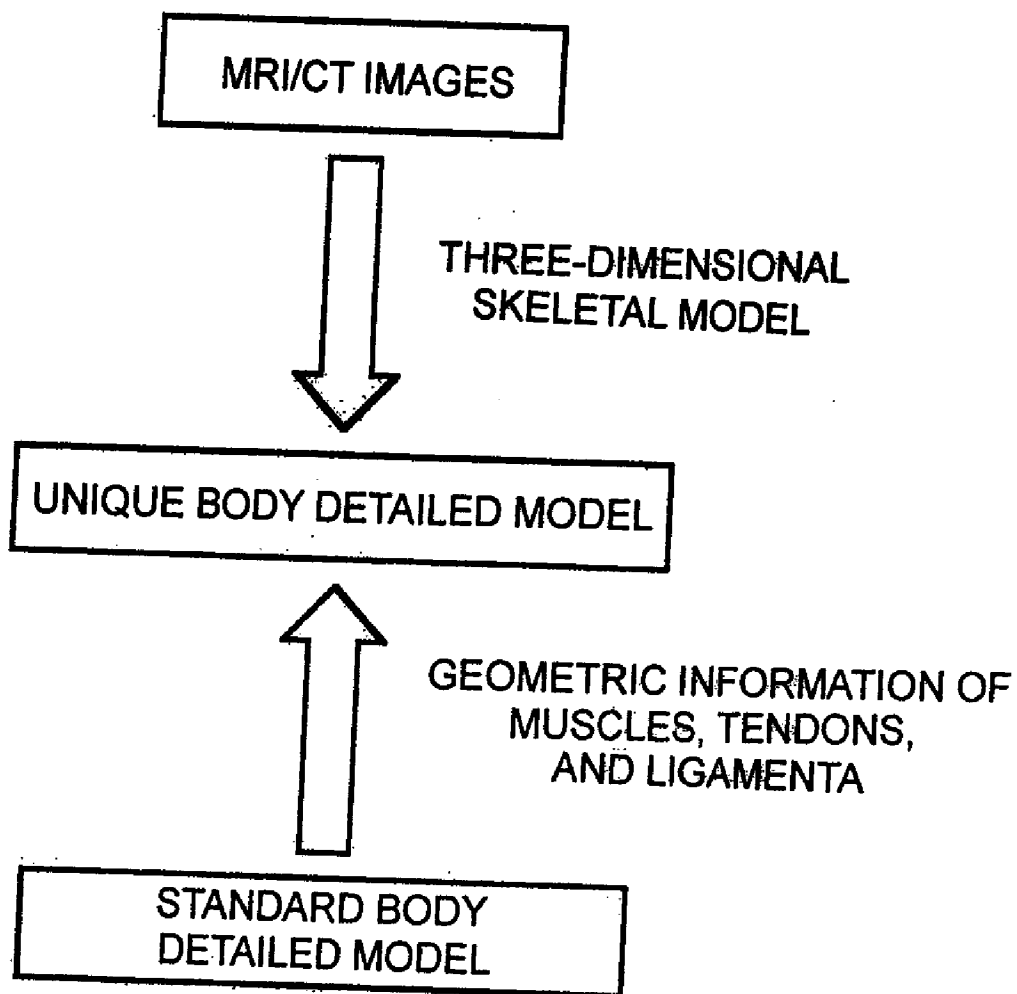 MRI/CT IMAGES
THREE-DIMENSIONAL
SKELETAL MODEL
UNIQUE BODY DETAILED MODEL
GEOMETRIC INFORMATION OF
MUSCLES, TENDONS,
AND LIGAMENTA
STANDARD BODY
DETAILED MODEL